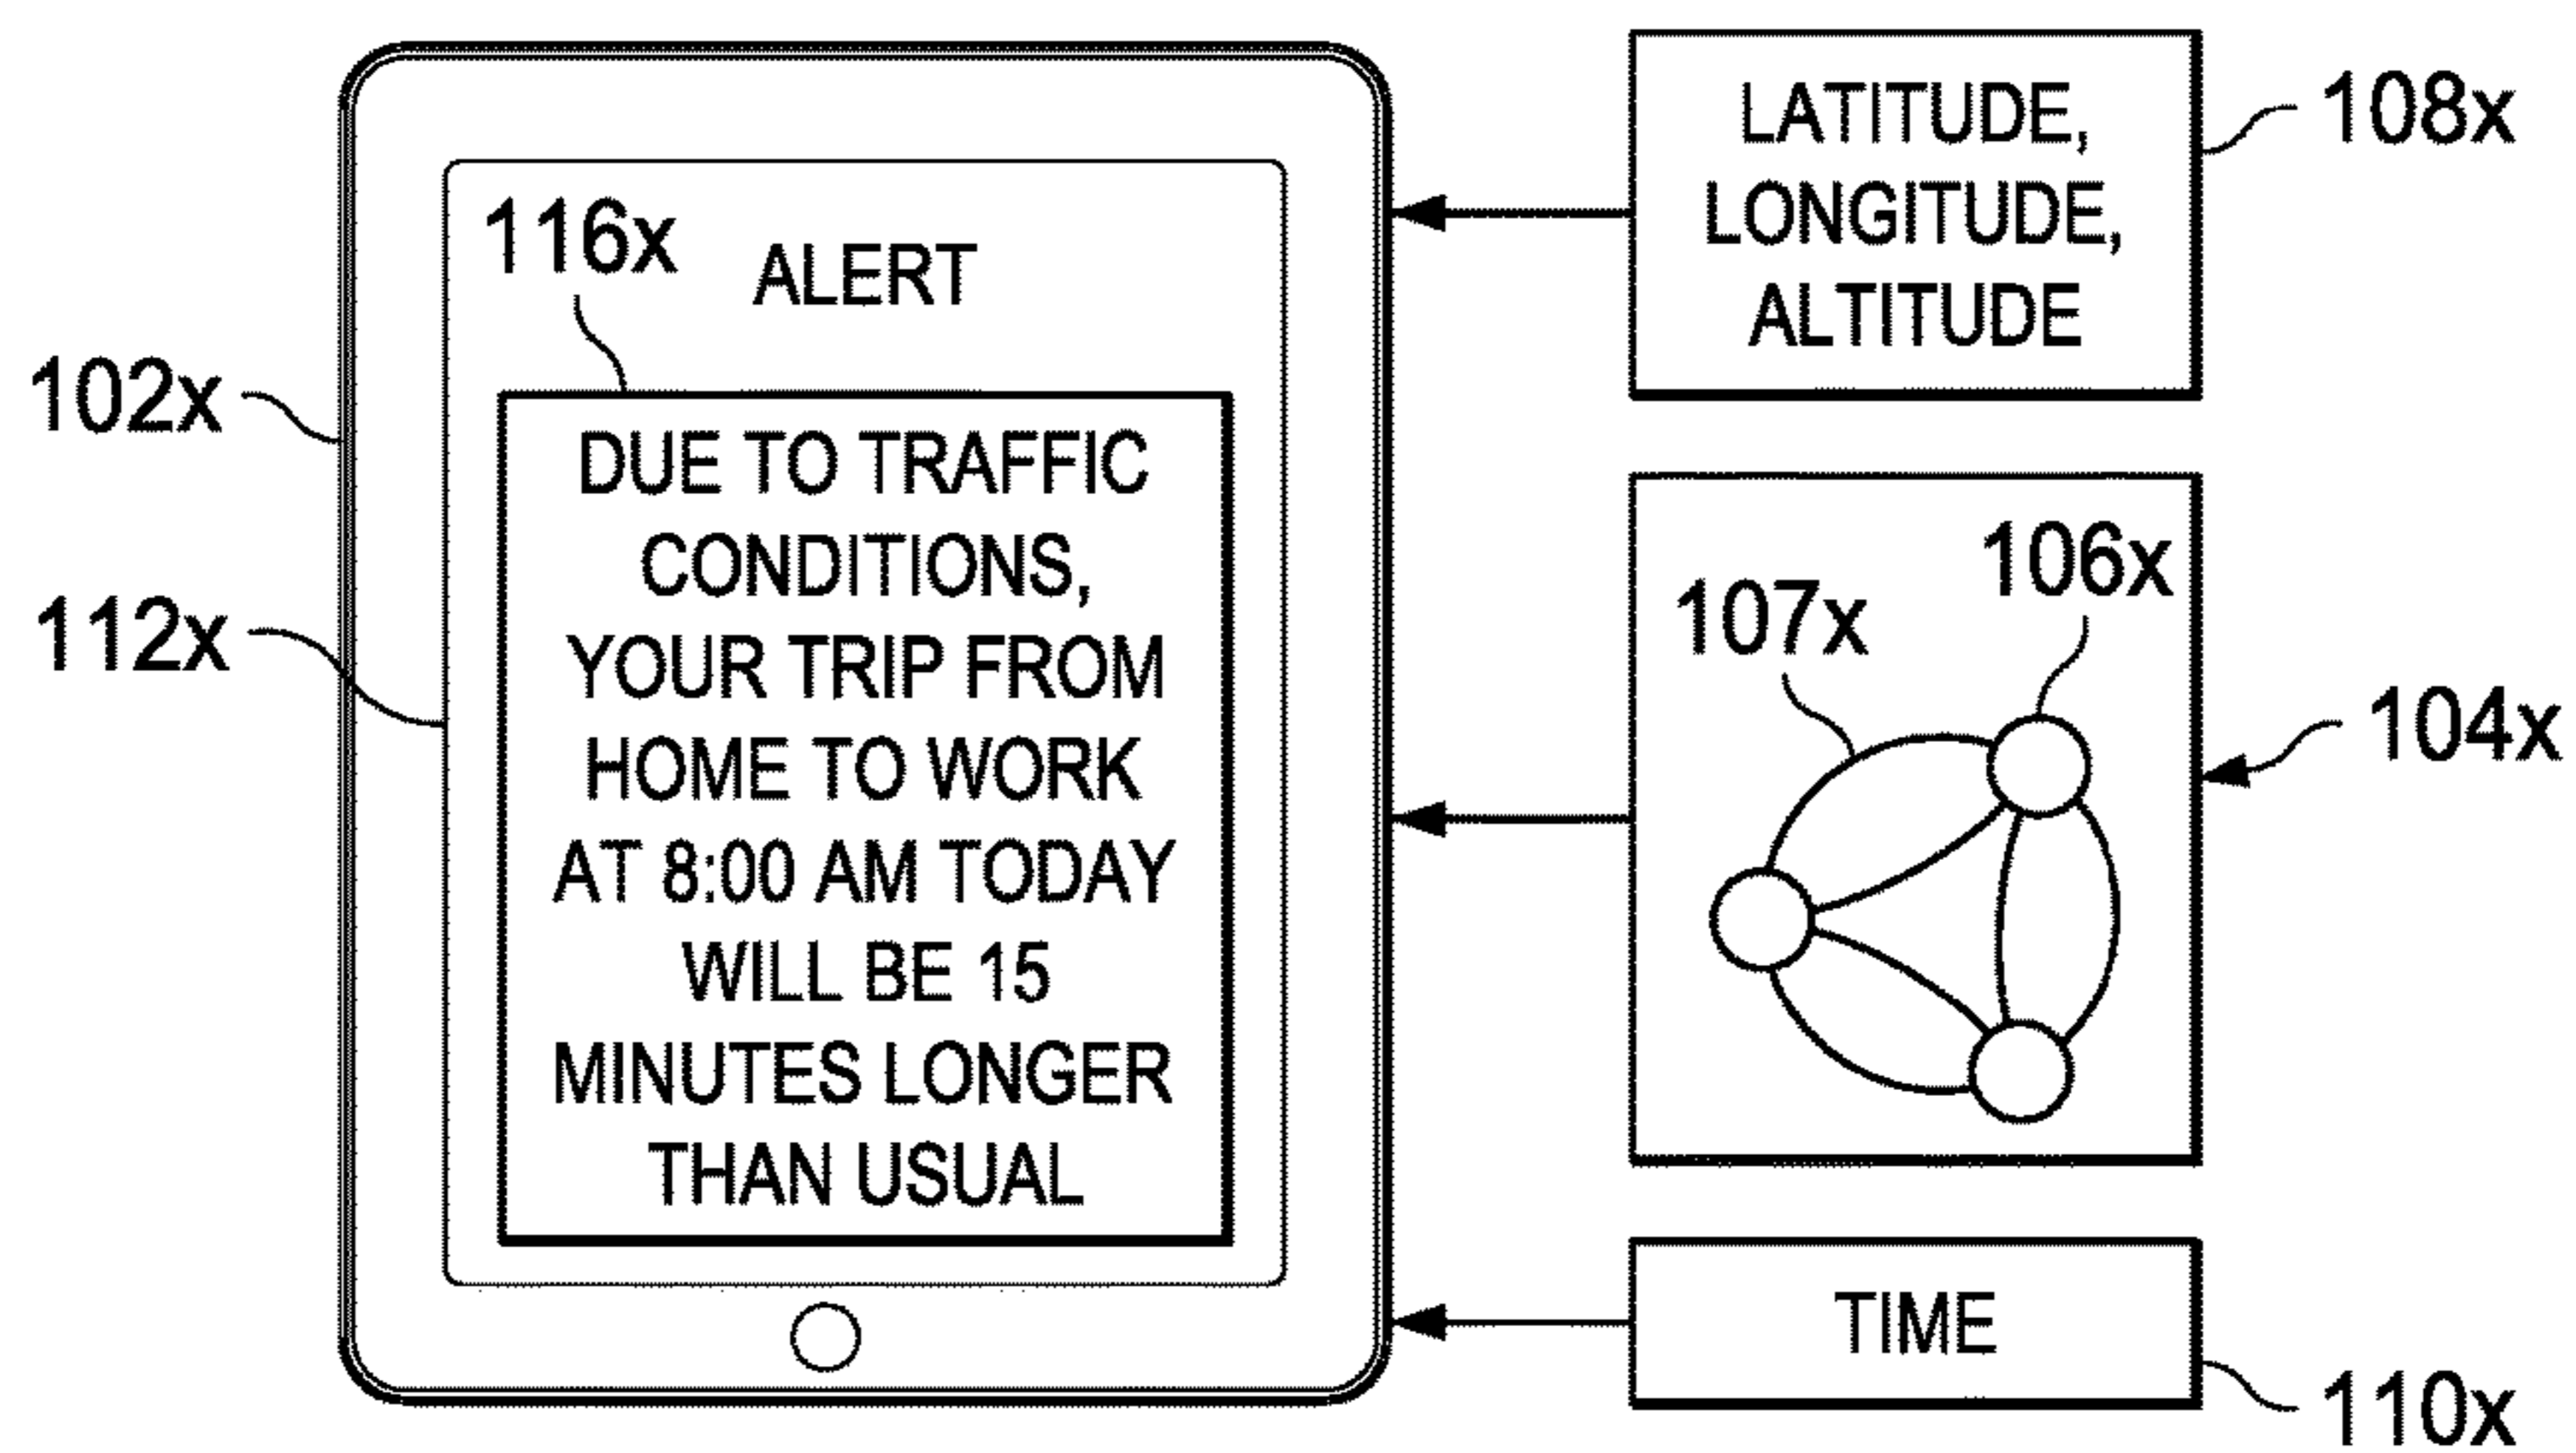 116x
ALERT
DUE TO TRAFFIC
CONDITIONS,
YOUR TRIP FROM
HOME TO WORK
AT 8:00 AM TODAY
WILL BE 15
MINUTES LONGER
THAN USUAL
102x
112x
LATITUDE,
LONGITUDE,
ALTITUDE
108x
106x
107x
104x
TIME
110x